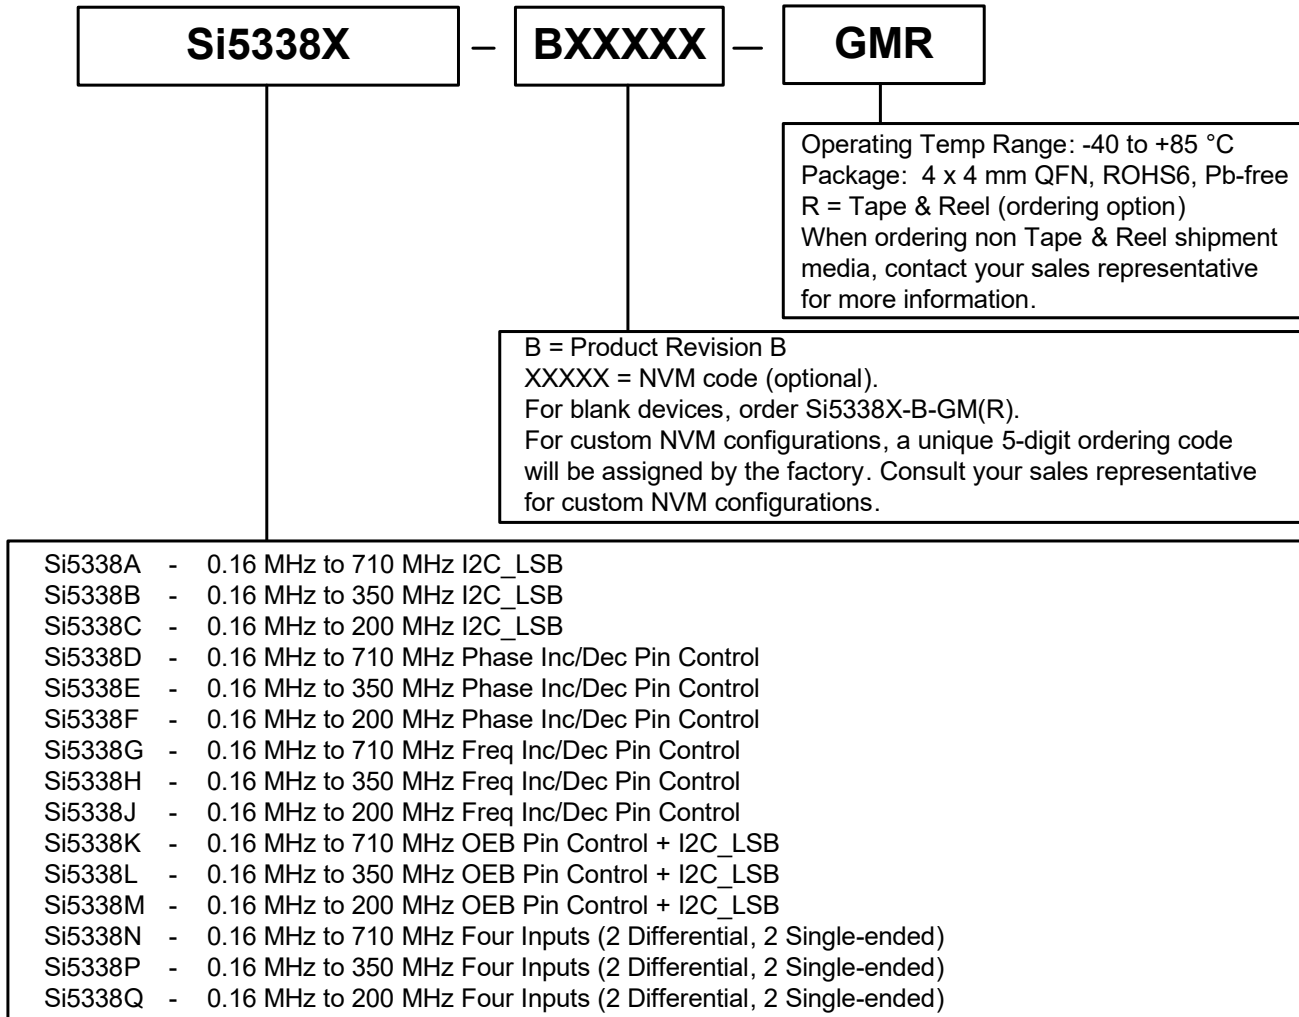 Si5338X – BXXXXX – GMR
Operating Temp Range: -40 to +85 °C
Package: 4 x 4 mm QFN, ROHS6, Pb-free
R = Tape & Reel (ordering option)
When ordering non Tape & Reel shipment
media, contact your sales representative
for more information.
B = Product Revision B
XXXXX = NVM code (optional).
For blank devices, order Si5338X-B-GM(R).
For custom NVM configurations, a unique 5-digit ordering code
will be assigned by the factory. Consult your sales representative
for custom NVM configurations.
Si5338A - 0.16 MHz to 710 MHz I2C_LSB
Si5338B - 0.16 MHz to 350 MHz I2C_LSB
Si5338C - 0.16 MHz to 200 MHz I2C_LSB
Si5338D - 0.16 MHz to 710 MHz Phase Inc/Dec Pin Control
Si5338E - 0.16 MHz to 350 MHz Phase Inc/Dec Pin Control
Si5338F - 0.16 MHz to 200 MHz Phase Inc/Dec Pin Control
Si5338G - 0.16 MHz to 710 MHz Freq Inc/Dec Pin Control
Si5338H - 0.16 MHz to 350 MHz Freq Inc/Dec Pin Control
Si5338J - 0.16 MHz to 200 MHz Freq Inc/Dec Pin Control
Si5338K - 0.16 MHz to 710 MHz OEB Pin Control + I2C_LSB
Si5338L - 0.16 MHz to 350 MHz OEB Pin Control + I2C_LSB
Si5338M - 0.16 MHz to 200 MHz OEB Pin Control + I2C_LSB
Si5338N - 0.16 MHz to 710 MHz Four Inputs (2 Differential, 2 Single-ended)
Si5338P - 0.16 MHz to 350 MHz Four Inputs (2 Differential, 2 Single-ended)
Si5338Q - 0.16 MHz to 200 MHz Four Inputs (2 Differential, 2 Single-ended)